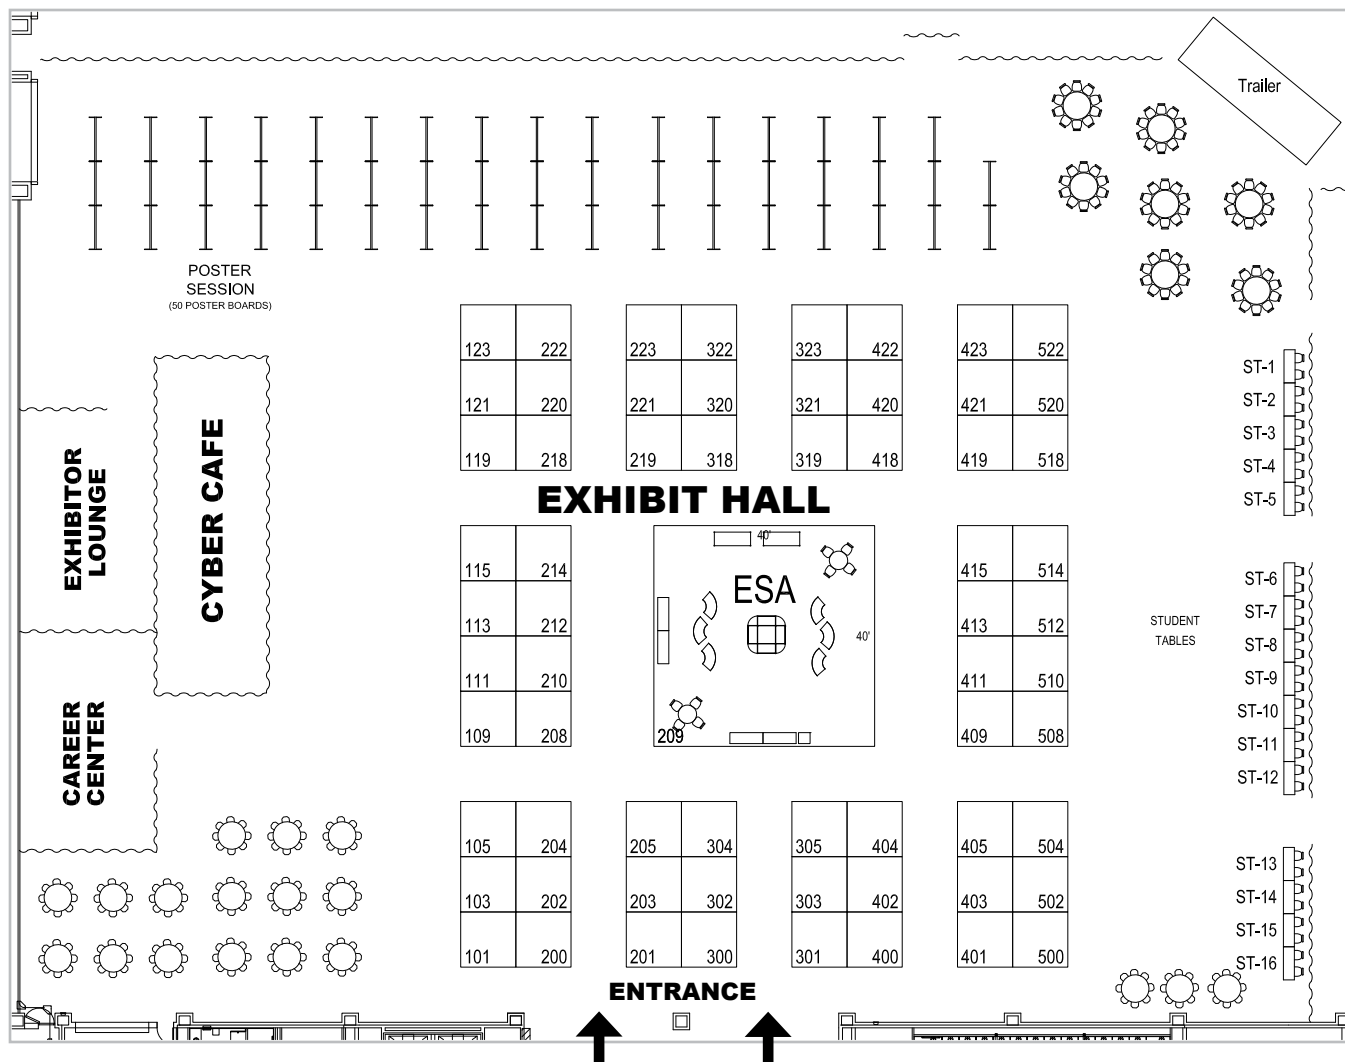 Trailer
POSTER
SESSION
(50 POSTER BOARDS)
123 222 223 322 323 422 423 522
121 220 221 320 321 420 421 520
119 218 219 318 319 418 419 518
ST-1
ST-2
ST-3
ST-4
ST-5
EXHIBITOR
LOUNGE
CYBER CAFE
EXHIBIT HALL
40'
ESA
40'
209
115 214 415 514
113 212 413 512
111 210 411 510
109 208 409 508
STUDENT
TABLES
ST-6
ST-7
ST-8
ST-9
ST-10
ST-11
ST-12
CAREER
CENTER
105 204 205 304 305 404 405 504
103 202 203 302 303 402 403 502
101 200 201 300 301 400 401 500
ST-13
ST-14
ST-15
ST-16
ENTRANCE